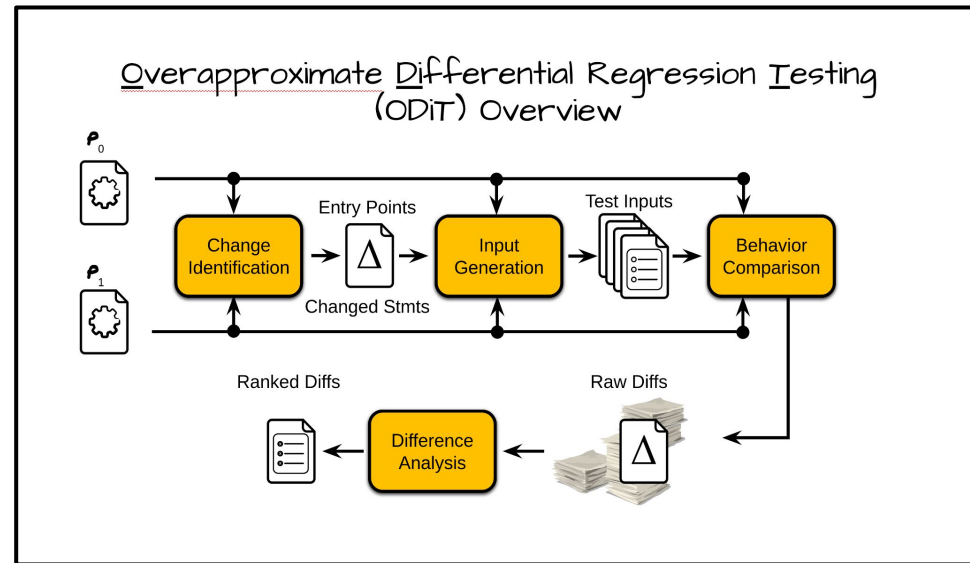 Overapproximate Differential Regression Testing
(ODiT) Overview
P0
Entry Points
Test Inputs
Change
Identification
Δ
Input
Generation
Behavior
Comparison
P1
Changed Stmts
Ranked Diffs
Raw Diffs
Difference
Analysis
Δ